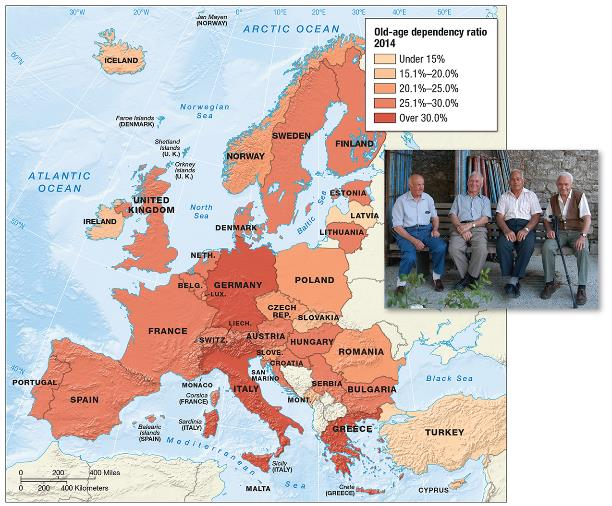 Jan Mayen
(NORWAY)
ARCTIC OCEAN
30°W
20°W
10°W
0°
10°E
20°E
30°E
40°E
50°E
60°N
50°N
40°N
Old-age dependency ratio
2014
Under 15%
15.1%–20.0%
20.1%–25.0%
25.1%–30.0%
Over 30.0%
ICELAND
Norwegian
Sea
Faroe Islands
(DENMARK)
Shetland
Islands
(U. K.)
Orkney
Islands
(U. K.)
SWEDEN
FINLAND
NORWAY
ATLANTIC
OCEAN
UNITED
KINGDOM
IRELAND
North
Sea
Baltic Sea
ESTONIA
LATVIA
LITHUANIA
DENMARK
NETH.
BELG.
LUX.
GERMANY
POLAND
CZECH
REP.
SLOVAKIA
FRANCE
LIECH.
SWITZ.
AUSTRIA
HUNGARY
SLOVE.
CROATIA
ROMANIA
SAN
MARINO
SERBIA
MONT.
BULGARIA
Black Sea
PORTUGAL
SPAIN
MONACO
Corsica
(FRANCE)
ITALY
Sardinia
(ITALY)
Balearic
Islands
(SPAIN)
Mediterranean
Sea
GREECE
TURKEY
Sicily
(ITALY)
MALTA
Crete
(GREECE)
CYPRUS
0 200 400 Miles
0 200 400 Kilometers